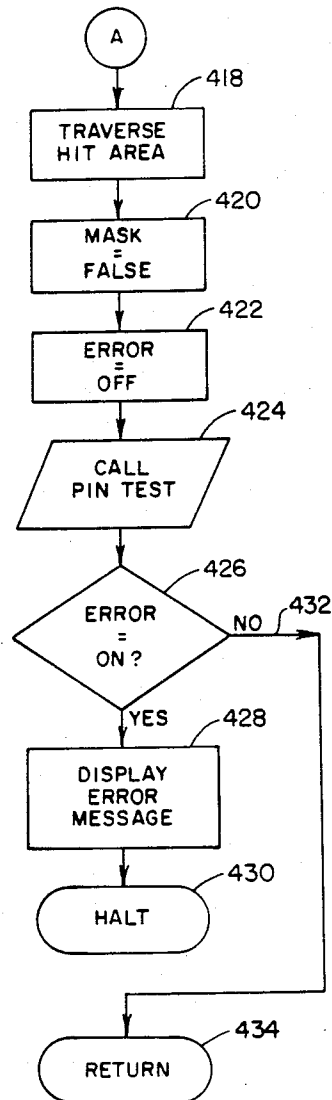 A
418
TRAVERSE
HIT AREA
420
MASK
=
FALSE
422
ERROR
=
OFF
424
CALL
PIN TEST
426
ERROR
=
ON?
NO
432
YES
428
DISPLAY
ERROR
MESSAGE
430
HALT
434
RETURN